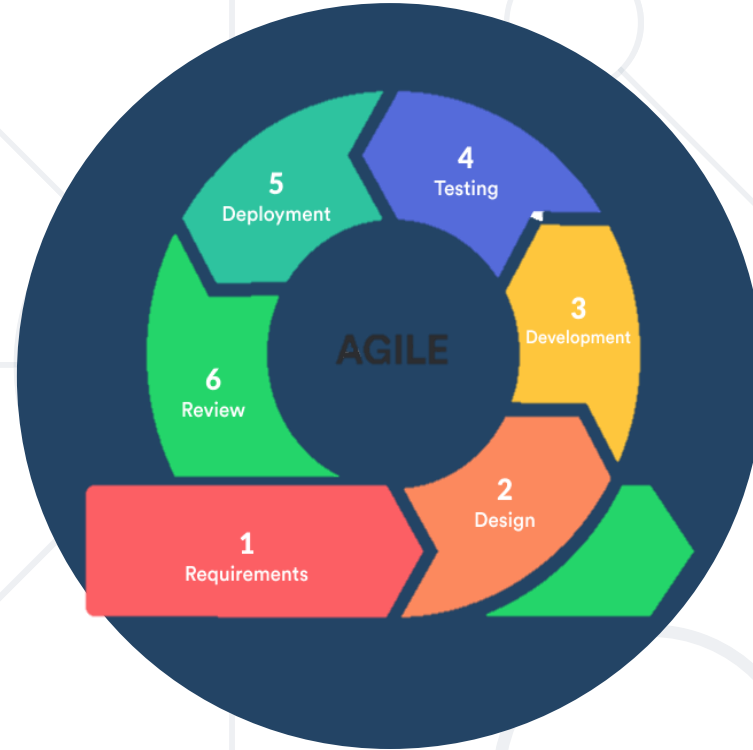 AGILE
1
Requirements
2
Design
3
Development
4
Testing
5
Deployment
6
Review